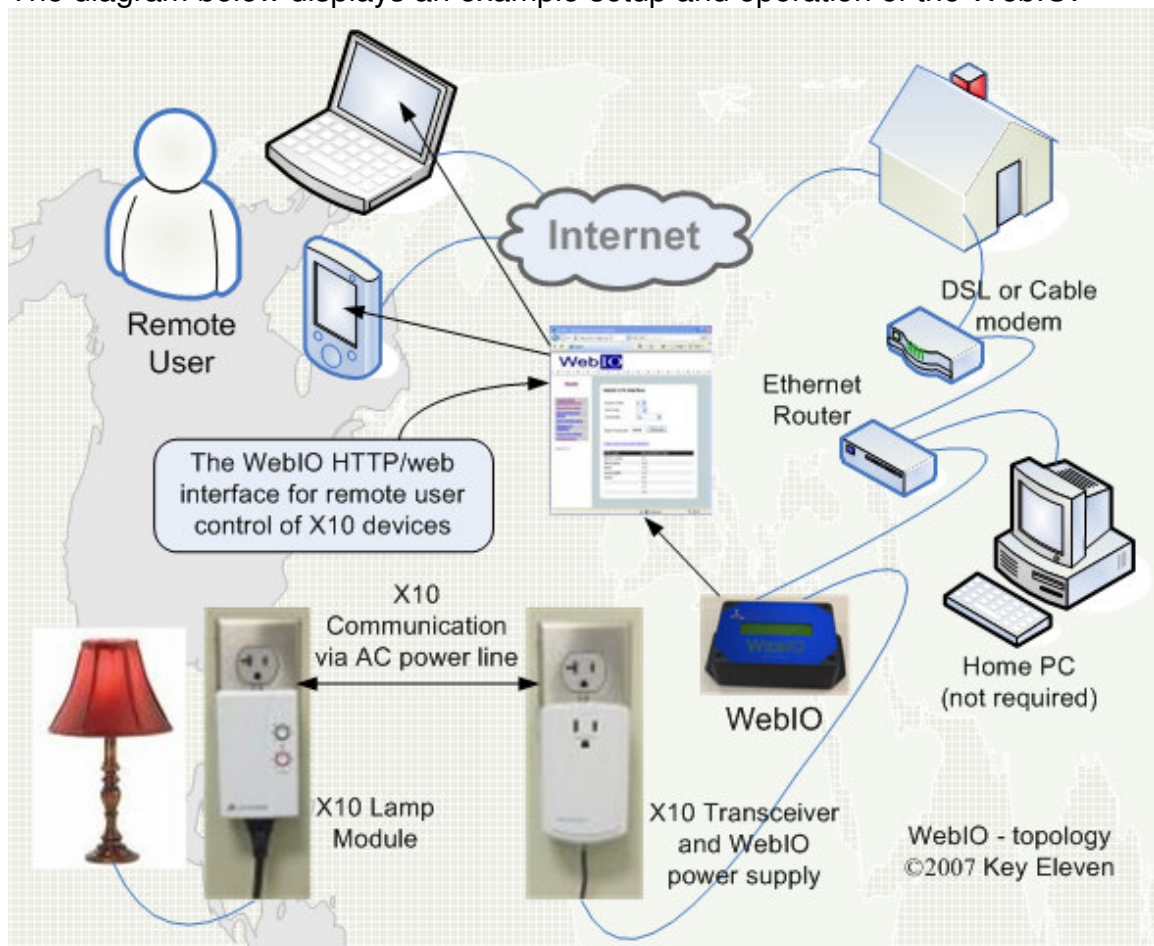 The diagram below displays an example setup and operation of the WebIO.
Internet
Remote
User
DSL or Cable
modem
Ethernet
Router
WebIO
The WebIO HTTP/web
interface for remote user
control of X10 devices
X10
Communication
via AC power line
WebIO
WebIO
Home PC
(not required)
X10 Lamp
Module
X10 Transceiver
and WebIO
power supply
WebIO - topology
©2007 Key Eleven